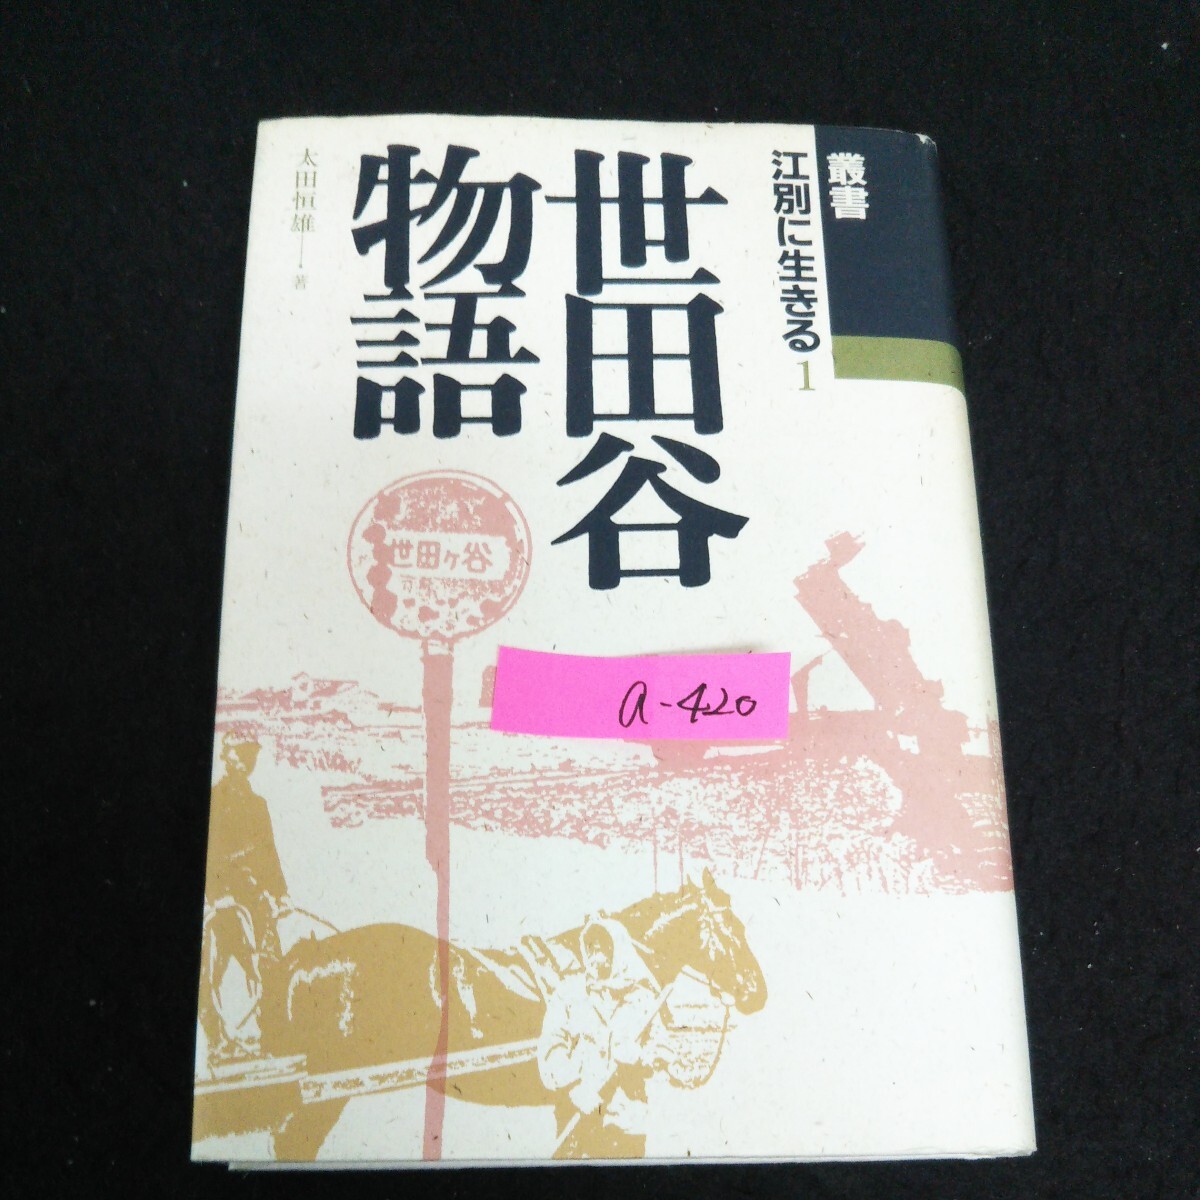 叢書
江別に生きる
1
世田谷
物語
太田恒雄──著
世田ヶ谷
a-420